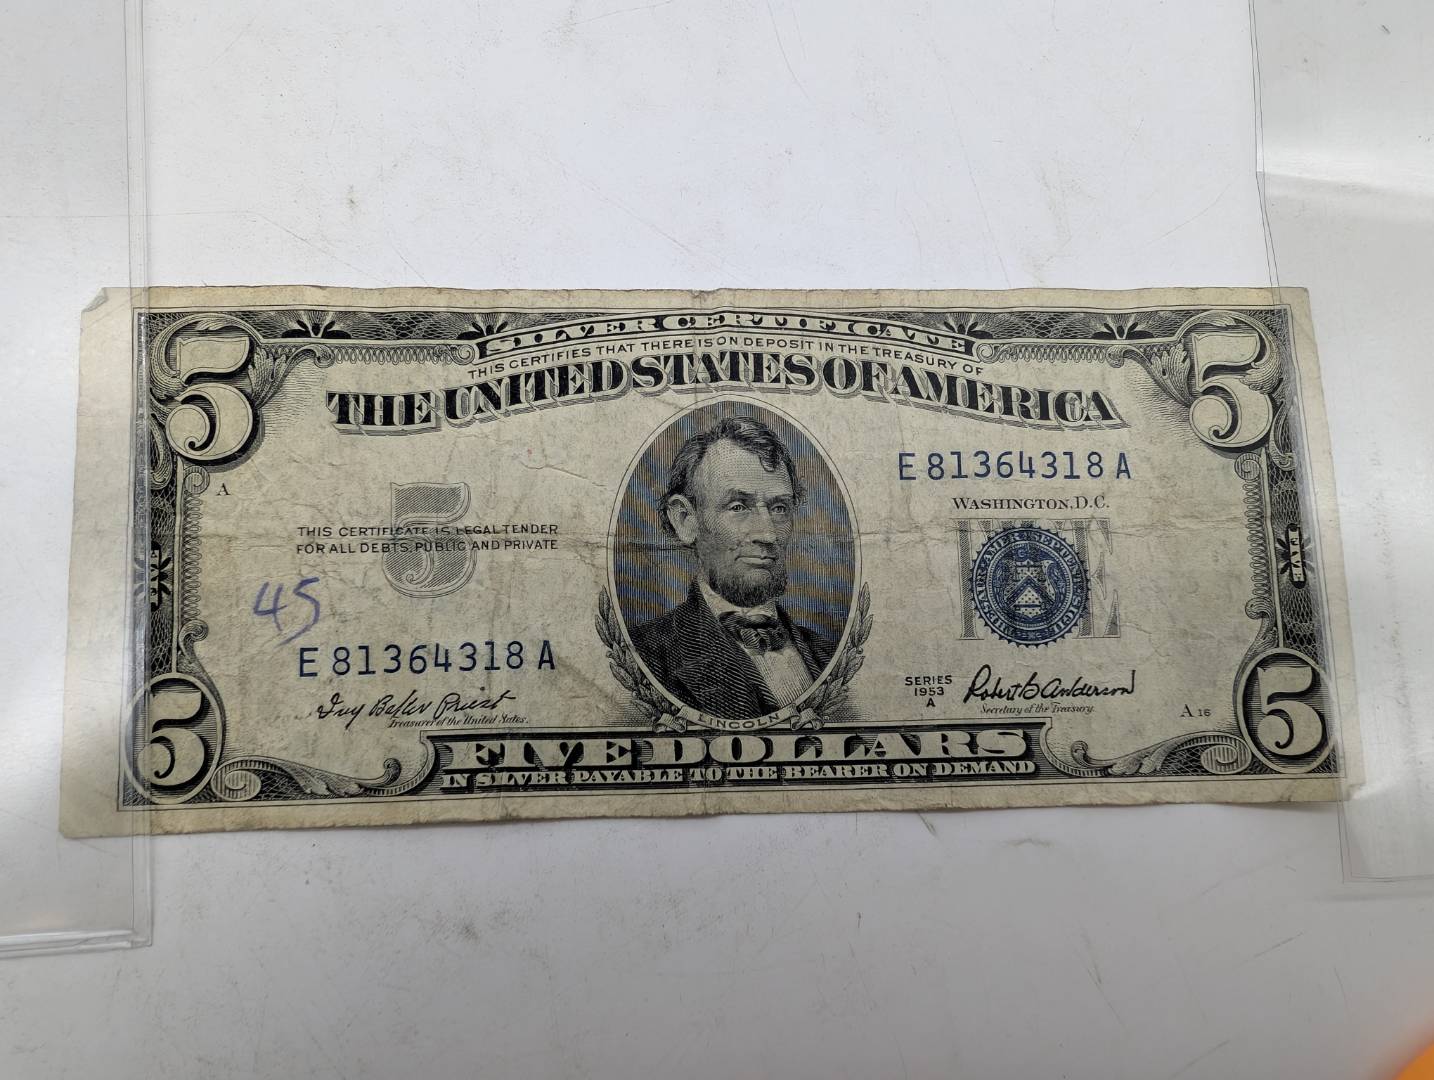 SILVER CERTIFICATE
THIS CERTIFIES THAT THERE IS ON DEPOSIT IN THE TREASURY OF
THE UNITED STATES OF AMERICA
5
5
E 81364318 A
A
WASHINGTON, D.C.
5
THIS CERTIFICATE IS LEGAL TENDER
FOR ALL DEBTS, PUBLIC AND PRIVATE
FIVE
FIVE
45
E 81364318 A
SERIES
1953
A
Ivy Baker Priest
Treasurer of the United States.
Robert B Anderson
Secretary of the Treasury.
A 16
LINCOLN
5
5
FIVE DOLLARS
IN SILVER PAYABLE TO THE BEARER ON DEMAND